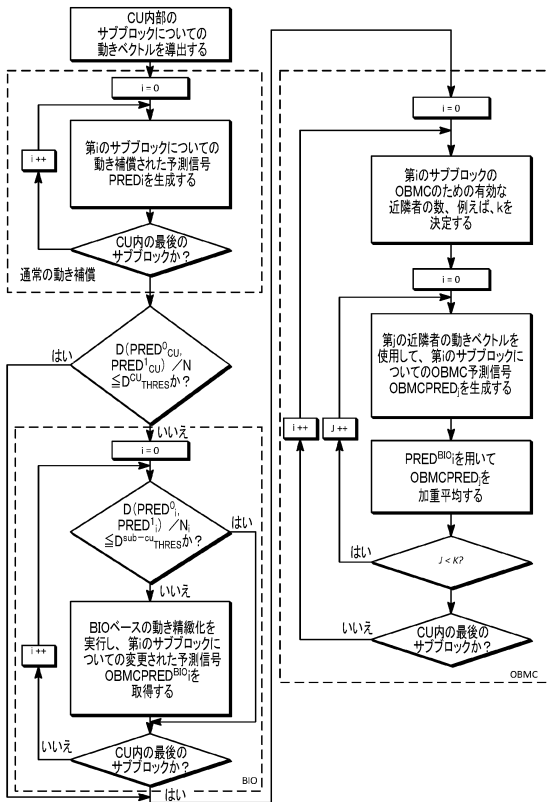 CU内部の
サブブロックについての
動きベクトルを導出する
i = 0
第iのサブブロックについての
動き補償された予測信号
PREDiを生成する
i ++
CU内の最後の
サブブロックか？
通常の動き補償
D(PRED⁰CU,
PRED¹CU) ／N
≦DCUTHRESか？
はい
いいえ
i = 0
D(PRED⁰i,
PRED¹i) ／Ni
≦Dsub-cuTHRESか？
はい
いいえ
BIOベースの動き精緻化を
実行し、第iのサブブロックに
ついての変更された予測信号
OBMCPREDBIOiを
取得する
i ++
いいえ
CU内の最後の
サブブロックか？
BIO
はい
i = 0
第iのサブブロックの
OBMCのための有効な
近隣者の数、例えば、kを
決定する
i = 0
第jの近隣者の動きベクトルを
使用して、第iのサブブロックに
ついてのOBMC予測信号
OBMCPREDjを生成する
i ++
J ++
PREDBIOiを用いて
OBMCPREDjを
加重平均する
はい
J < K?
いいえ
CU内の最後の
サブブロックか？
OBMC